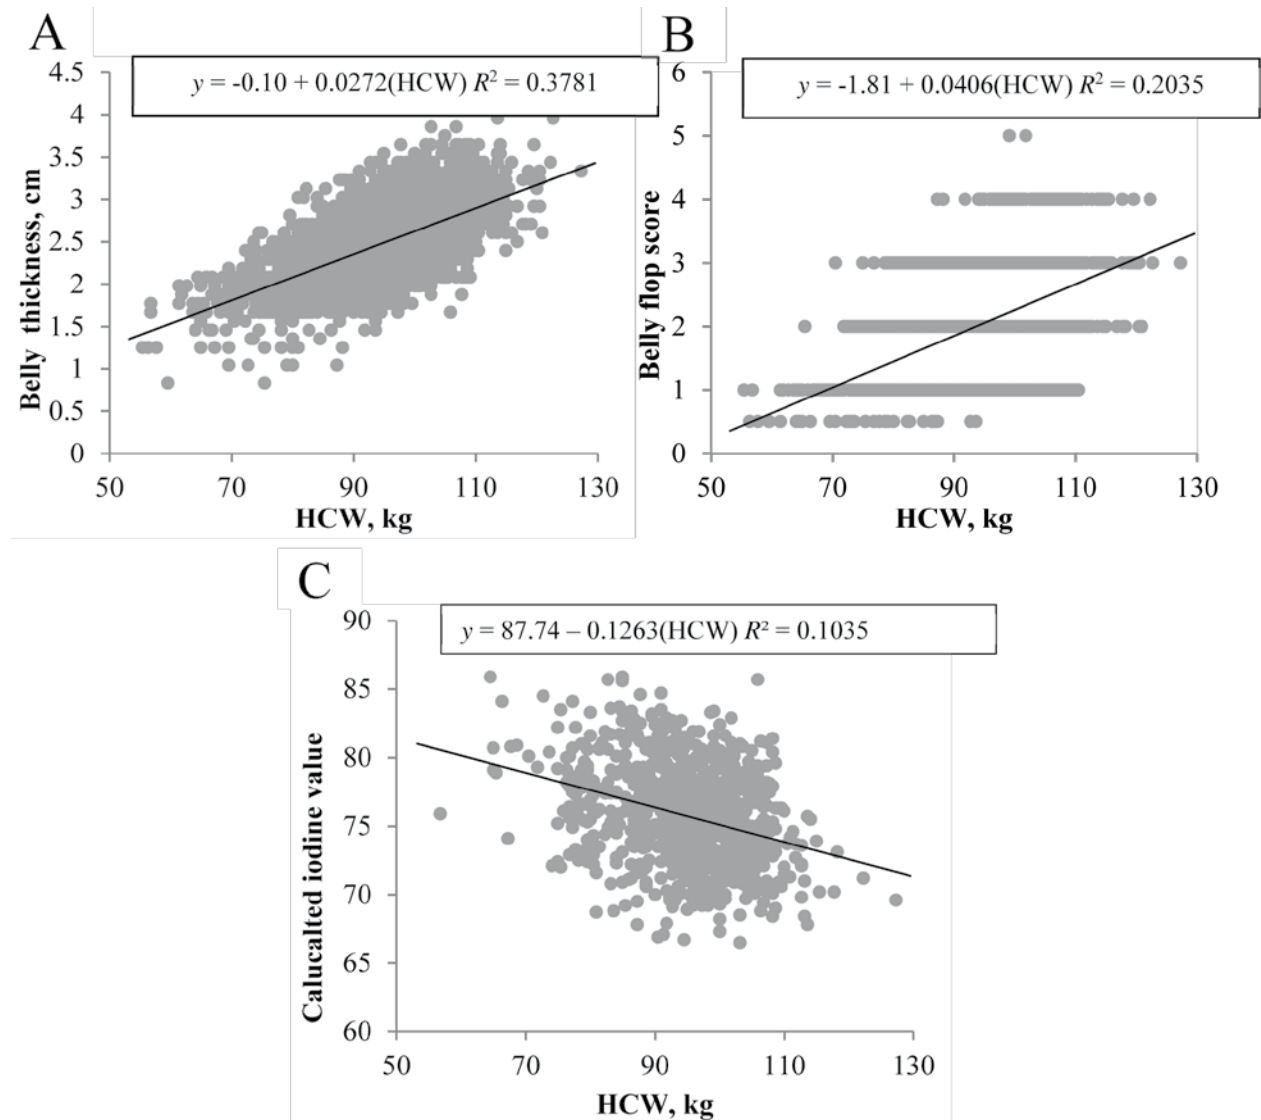 A
y = -0.10 + 0.0272(HCW) R² = 0.3781
4.5
4
3.5
3
2.5
2
1.5
1
0.5
0
Belly thickness, cm
50 70 90 110 130
HCW, kg
B
y = -1.81 + 0.0406(HCW) R² = 0.2035
6
5
4
3
2
1
0
Belly flop score
50 70 90 110 130
HCW, kg
C
y = 87.74 – 0.1263(HCW) R² = 0.1035
90
85
80
75
70
65
60
Calucalted iodine value
50 70 90 110 130
HCW, kg